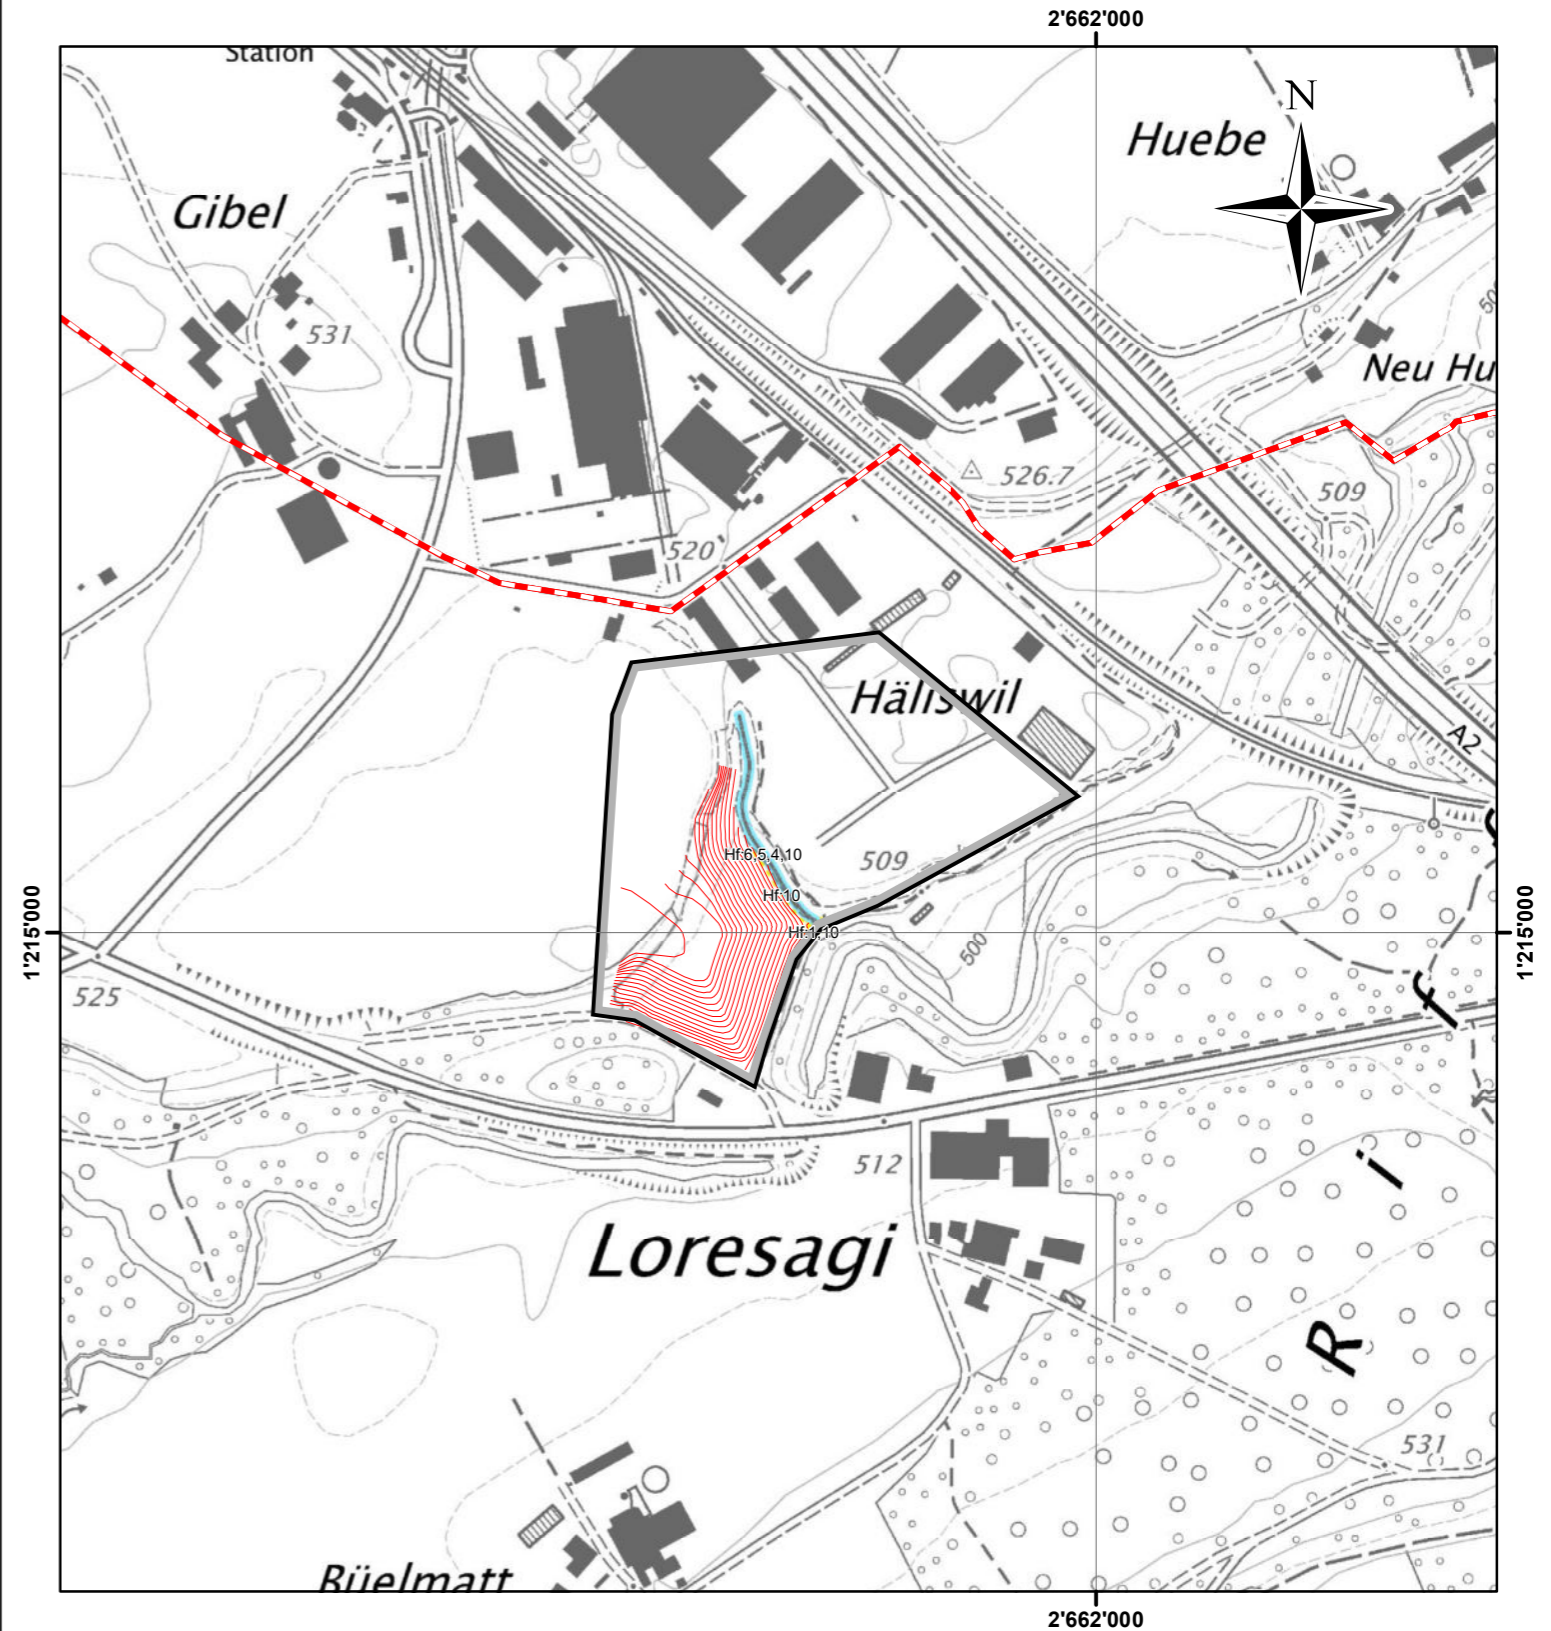 2'662'000
Station
N
Huebe
Gibel
531
Neu Hu
526.7
509
520
Häliswil
A2
Hf:6,5,4,10
509
Hf:10
Hf:1,10
1'215'000
1'215'000
500
525
f
f
512
i
Loresagi
R
531
Büelmatt
2'662'000